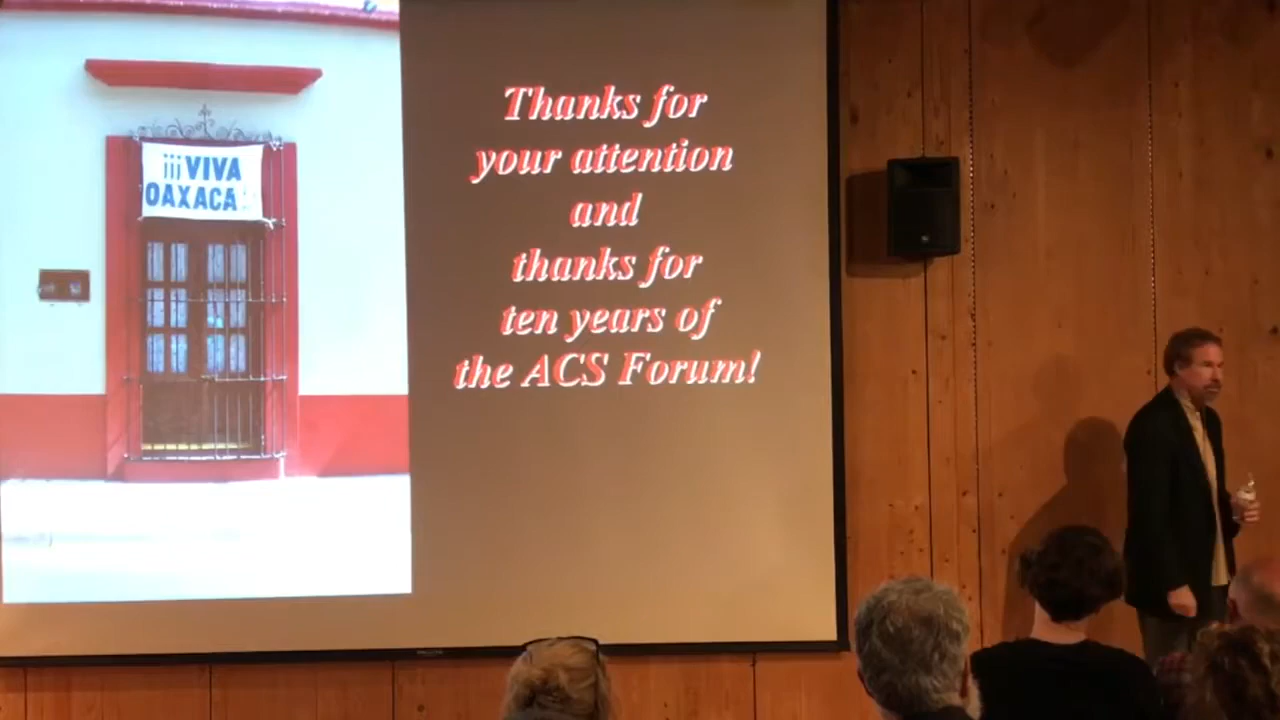 ¡¡¡VIVA
OAXACA
Thanks for
your attention
and
thanks for
ten years of
the ACS Forum!